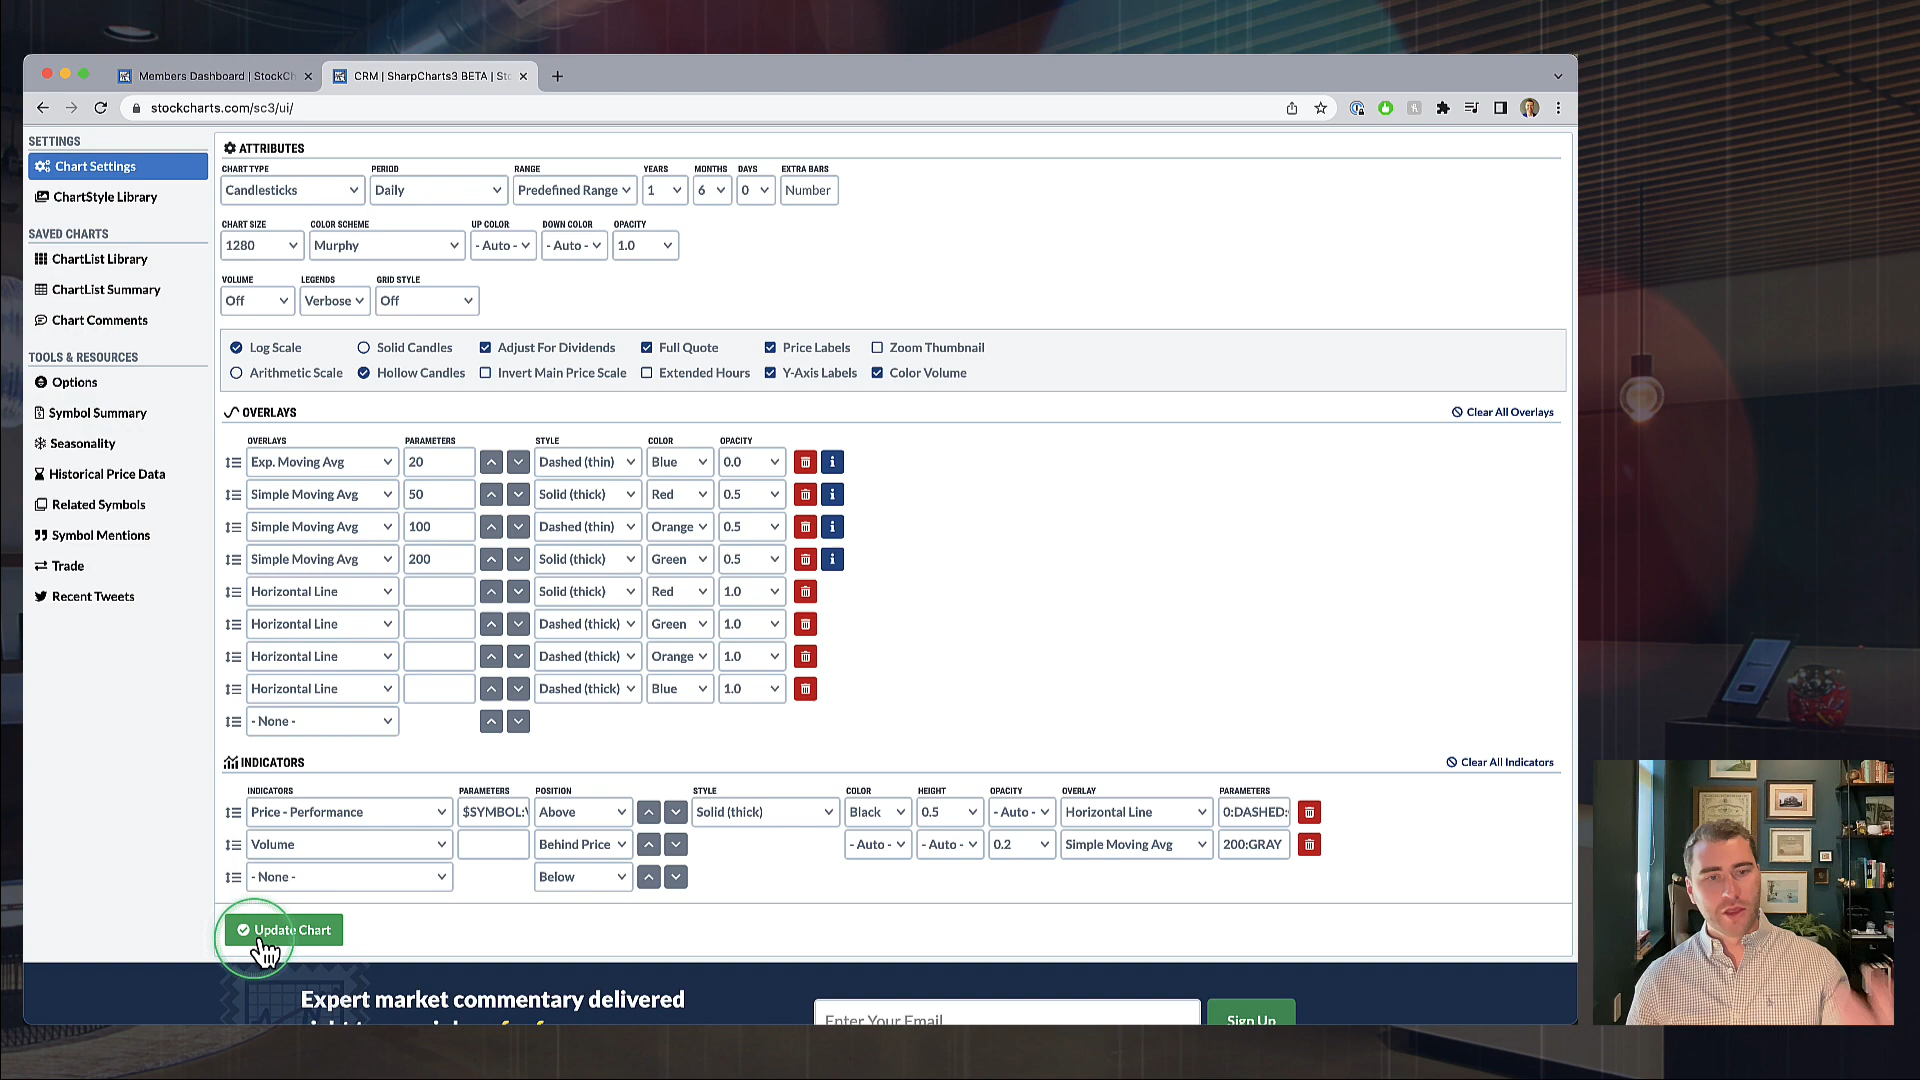 Members Dashboard | StockCh
CRM | SharpCharts3 BETA | Sto
stockcharts.com/sc3/ui/
SETTINGS
Chart Settings
ChartStyle Library
SAVED CHARTS
ChartList Library
ChartList Summary
Chart Comments
TOOLS & RESOURCES
Options
Symbol Summary
Seasonality
Historical Price Data
Related Symbols
Symbol Mentions
Trade
Recent Tweets
ATTRIBUTES
CHART TYPE PERIOD RANGE YEARS MONTHS DAYS EXTRA BARS
Candlesticks Daily Predefined Range 1 6 0 Number
CHART SIZE COLOR SCHEME UP COLOR DOWN COLOR OPACITY
1280 Murphy - Auto - - Auto - 1.0
VOLUME LEGENDS GRID STYLE
Off Verbose Off
Log Scale Solid Candles Adjust For Dividends Full Quote Price Labels Zoom Thumbnail
Arithmetic Scale Hollow Candles Invert Main Price Scale Extended Hours Y-Axis Labels Color Volume
OVERLAYS Clear All Overlays
OVERLAYS PARAMETERS STYLE COLOR OPACITY
Exp. Moving Avg 20 Dashed (thin) Blue 0.0
Simple Moving Avg 50 Solid (thick) Red 0.5
Simple Moving Avg 100 Dashed (thin) Orange 0.5
Simple Moving Avg 200 Solid (thick) Green 0.5
Horizontal Line Solid (thick) Red 1.0
Horizontal Line Dashed (thick) Green 1.0
Horizontal Line Dashed (thick) Orange 1.0
Horizontal Line Dashed (thick) Blue 1.0
- None -
INDICATORS Clear All Indicators
INDICATORS PARAMETERS POSITION STYLE COLOR HEIGHT OPACITY OVERLAY PARAMETERS
Price - Performance $SYMBOL: Above Solid (thick) Black 0.5 - Auto - Horizontal Line 0:DASHED:
Volume Behind Price - Auto - - Auto - 0.2 Simple Moving Avg 200:GRAY
- None - Below
Update Chart
Expert market commentary delivered
Enter Your Email
Sign Up